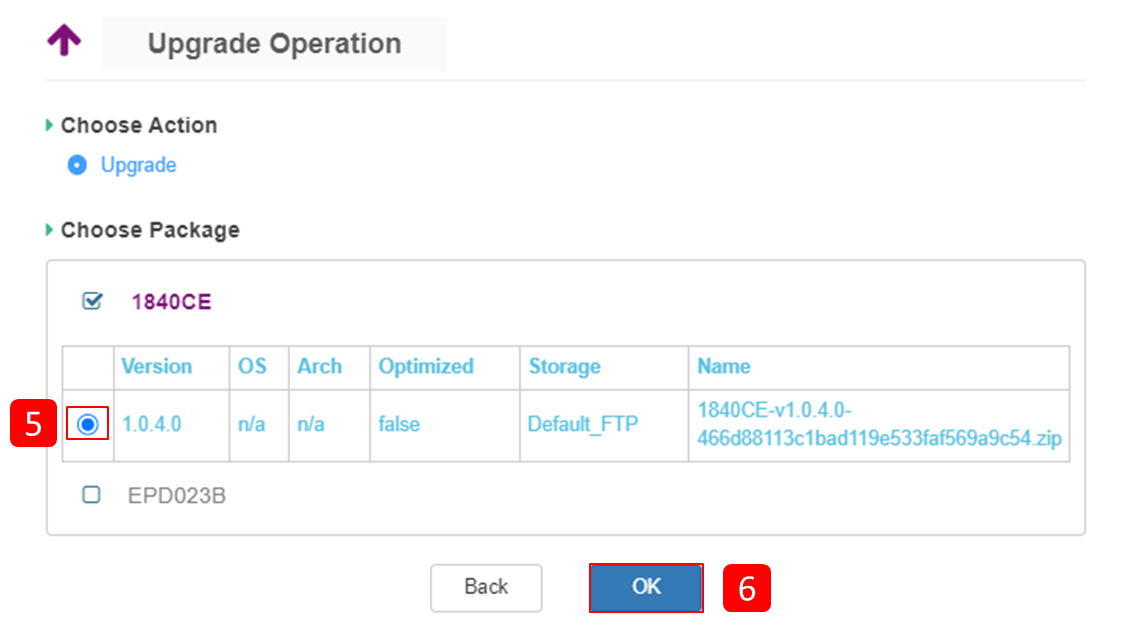 Upgrade Operation
Choose Action
Upgrade
Choose Package
1840CE
Version OS Arch Optimized Storage Name
5 1.0.4.0 n/a n/a false Default_FTP 1840CE-v1.0.4.0-
466d88113c1bad119e533faf569a9c54.zip
EPD023B
Back OK 6